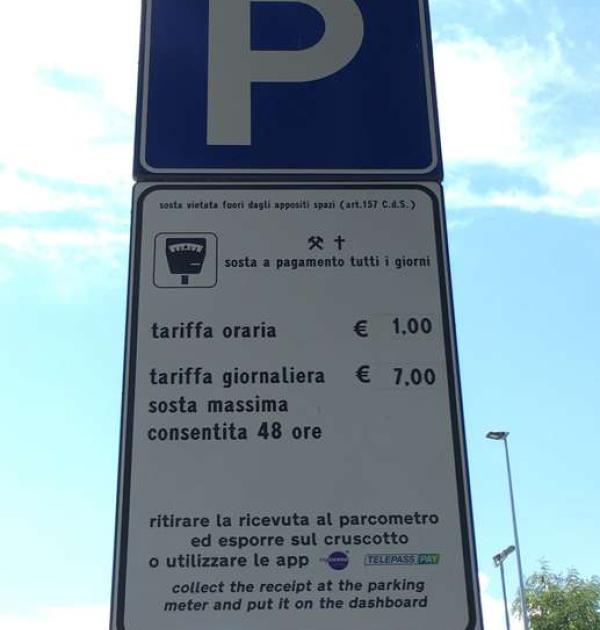 P
sosta vietata fuori dagli appositi spazi (art.157 C.d.S.)
sosta a pagamento tutti i giorni
tariffa oraria € 1,00
tariffa giornaliera € 7,00
sosta massima
consentita 48 ore
ritirare la ricevuta al parcometro
ed esporre sul cruscotto
o utilizzare le app TELEPASS PAY
collect the receipt at the parking
meter and put it on the dashboard